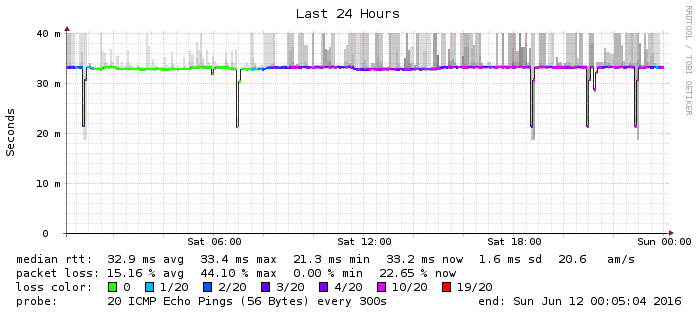 Last 24 Hours
RRDTOOL / TOBI OETIKER
Seconds
40 m
30 m
20 m
10 m
0
Sat 06:00 Sat 12:00 Sat 18:00 Sun 00:00
median rtt: 32.9 ms avg 33.4 ms max 21.3 ms min 33.2 ms now 1.6 ms sd 20.6 am/s
packet loss: 15.16 % avg 44.10 % max 0.00 % min 22.65 % now
loss color: 0 1/20 2/20 3/20 4/20 10/20 19/20
probe: 20 ICMP Echo Pings (56 Bytes) every 300s end: Sun Jun 12 00:05:04 2016